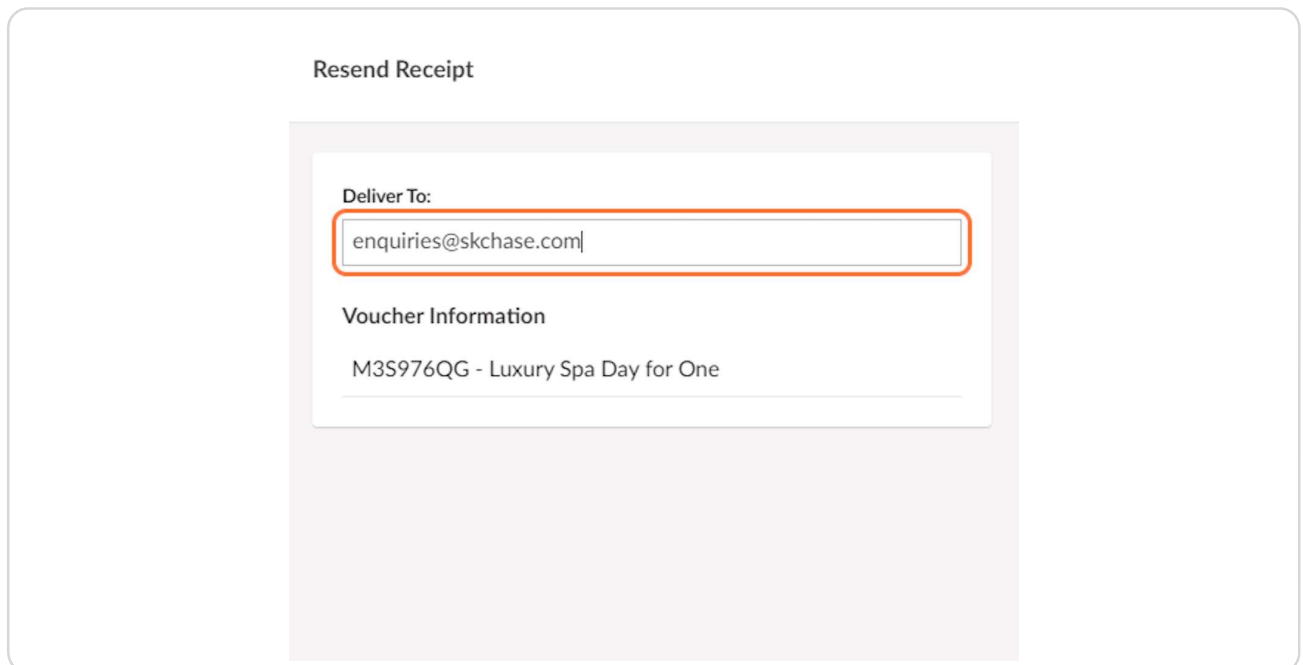 Resend Receipt
Deliver To:
enquiries@skchase.com
Voucher Information
M3S976QG - Luxury Spa Day for One